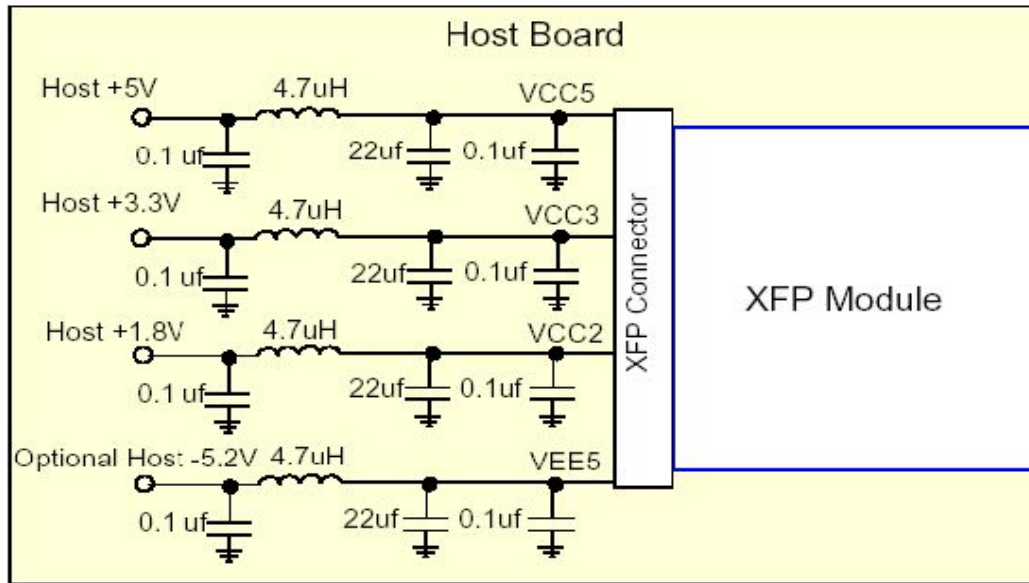 Host Board
Host +5V
4.7uH
VCC5
0.1 uf
22uf
0.1uf
Host +3.3V
4.7uH
VCC3
0.1 uf
22uf
0.1uf
Host +1.8V
4.7uH
VCC2
0.1 uf
22uf
0.1uf
Optional Host -5.2V
4.7uH
VEE5
0.1 uf
22uf
0.1uf
XFP Connector
XFP Module